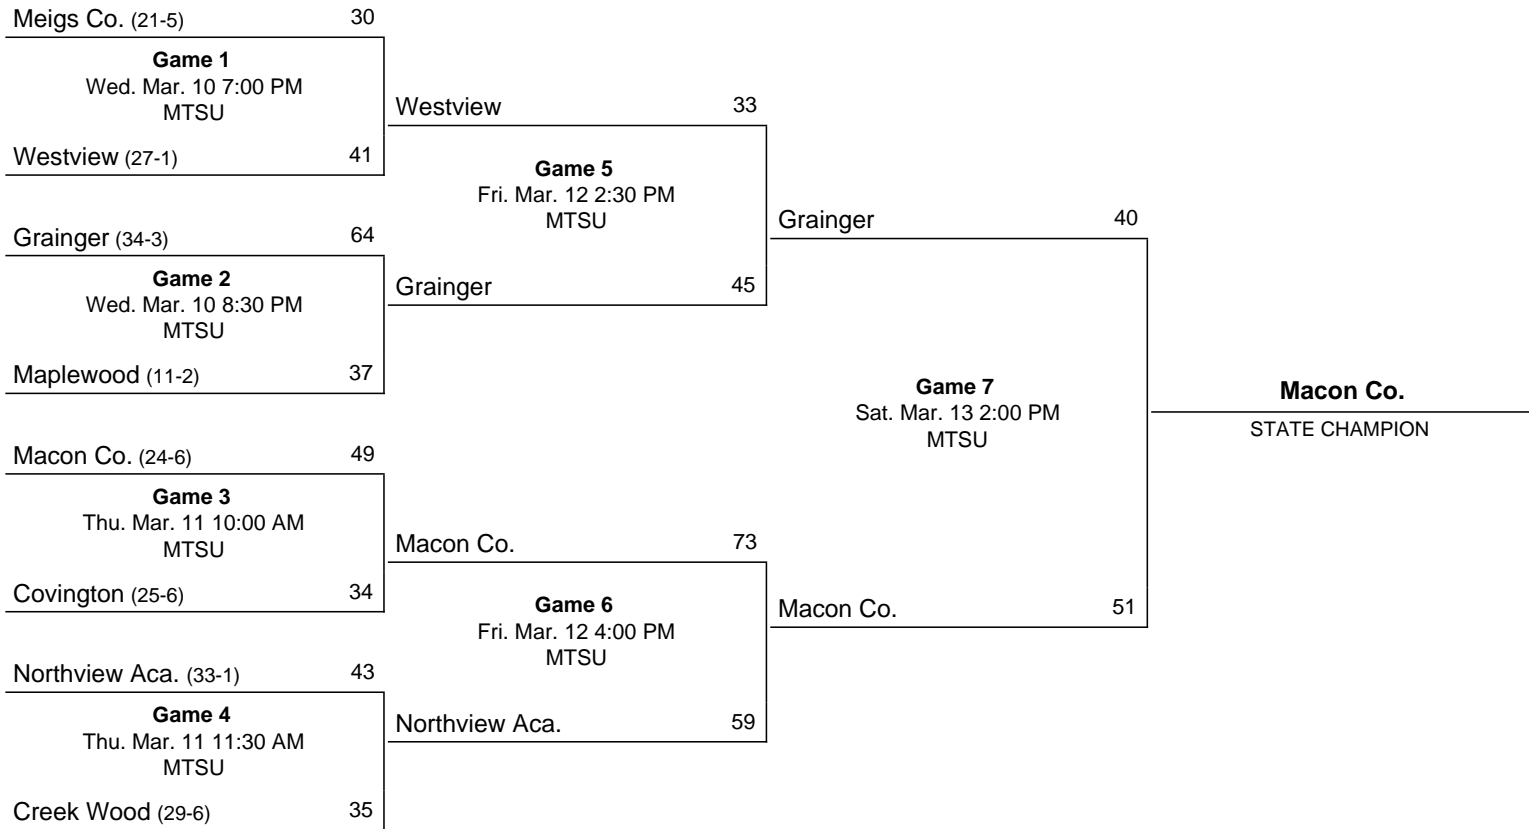 Meigs Co. (21-5) 30
Game 1
Wed. Mar. 10 7:00 PM
MTSU
Westview (27-1) 41
Grainger (34-3) 64
Game 2
Wed. Mar. 10 8:30 PM
MTSU
Maplewood (11-2) 37
Macon Co. (24-6) 49
Game 3
Thu. Mar. 11 10:00 AM
MTSU
Covington (25-6) 34
Northview Aca. (33-1) 43
Game 4
Thu. Mar. 11 11:30 AM
MTSU
Creek Wood (29-6) 35
Westview 33
Game 5
Fri. Mar. 12 2:30 PM
MTSU
Grainger 45
Macon Co. 73
Game 6
Fri. Mar. 12 4:00 PM
MTSU
Northview Aca. 59
Grainger 40
Game 7
Sat. Mar. 13 2:00 PM
MTSU
Macon Co. 51
Macon Co.
STATE CHAMPION